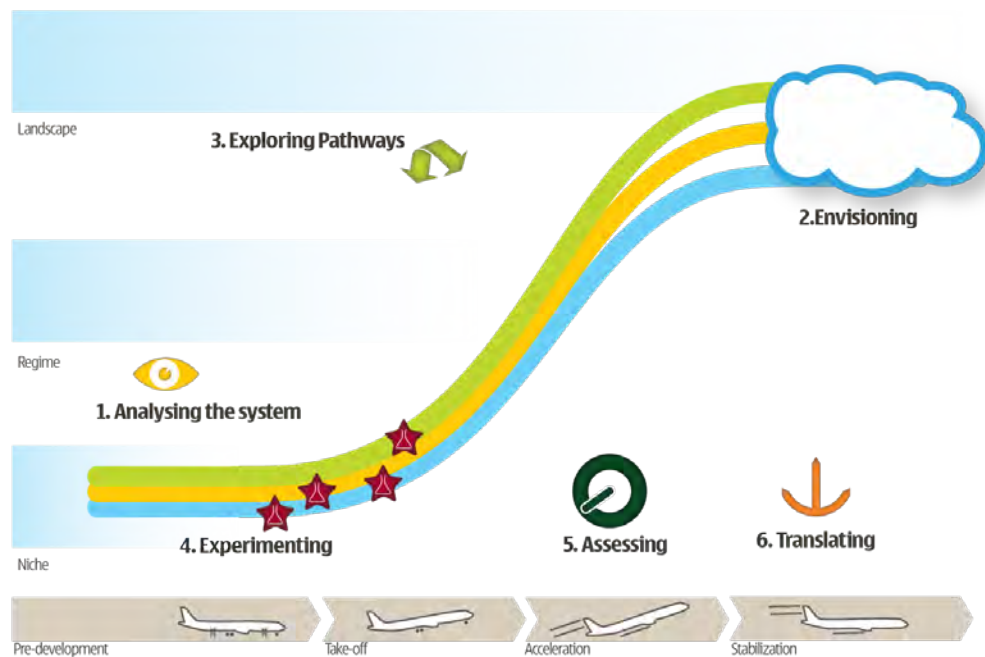 Landscape
3. Exploring Pathways
2.Envisioning
Regime
1. Analysing the system
4. Experimenting
5. Assessing
6. Translating
Niche
Pre-development
Take-off
Acceleration
Stabilization